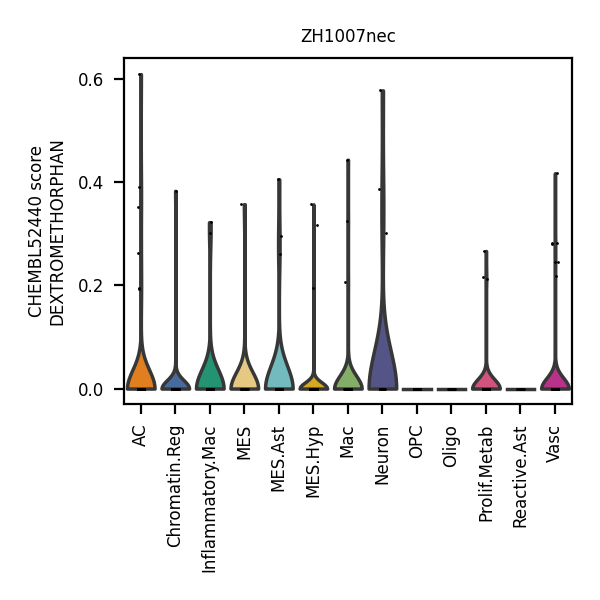 ZH1007nec
CHEMBL52440 score
DEXTROMETHORPHAN
0.6
0.4
0.2
0.0
AC
Chromatin.Reg
Inflammatory.Mac
MES
MES.Ast
MES.Hyp
Mac
Neuron
OPC
Oligo
Prolif.Metab
Reactive.Ast
Vasc